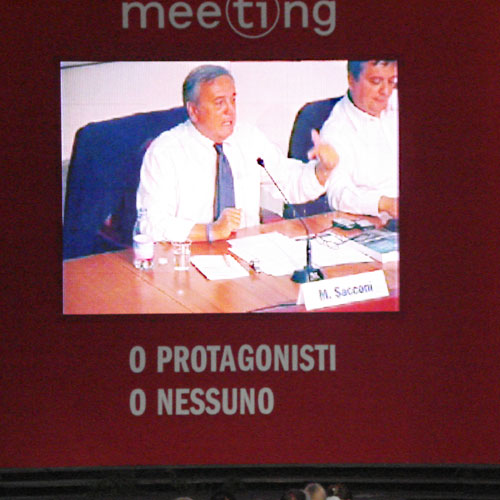 meeting
M. Sacconi
O PROTAGONISTI
O NESSUNO